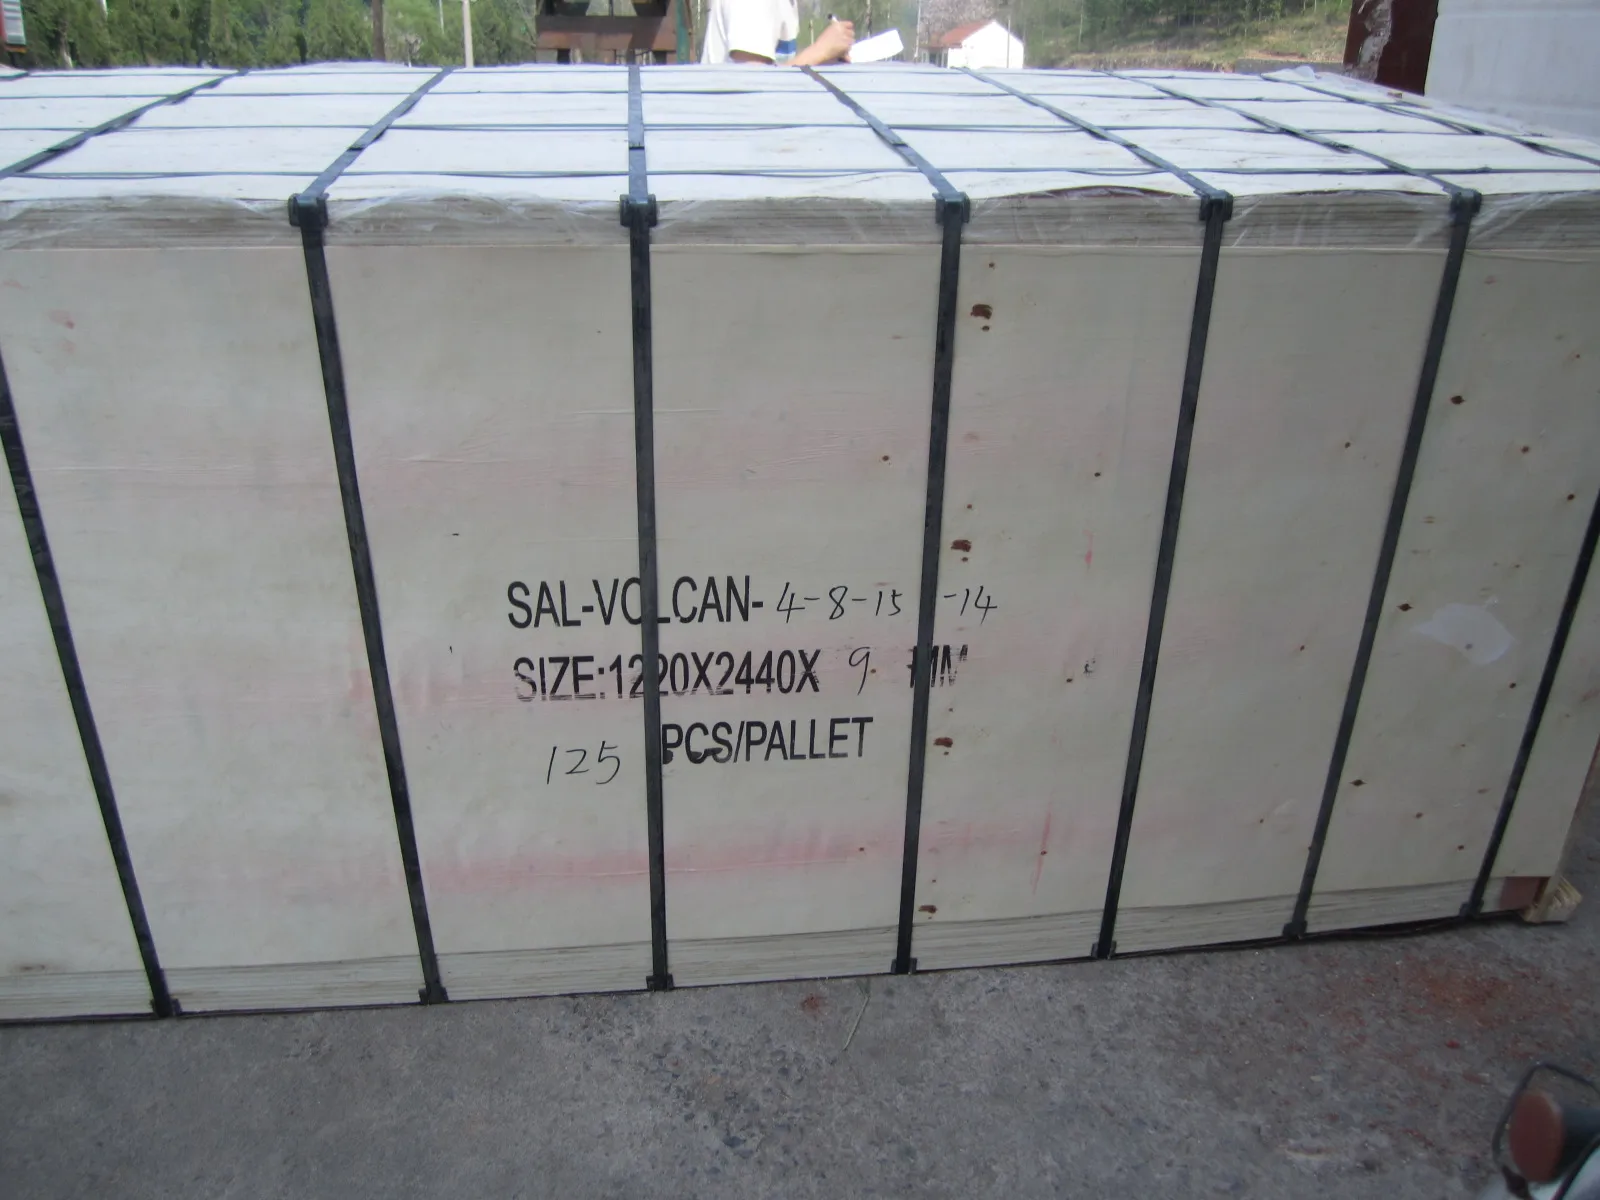 SAL-VOLCAN-4-8-15-14
SIZE:1220X2440X 9 MM
125 PCS/PALLET